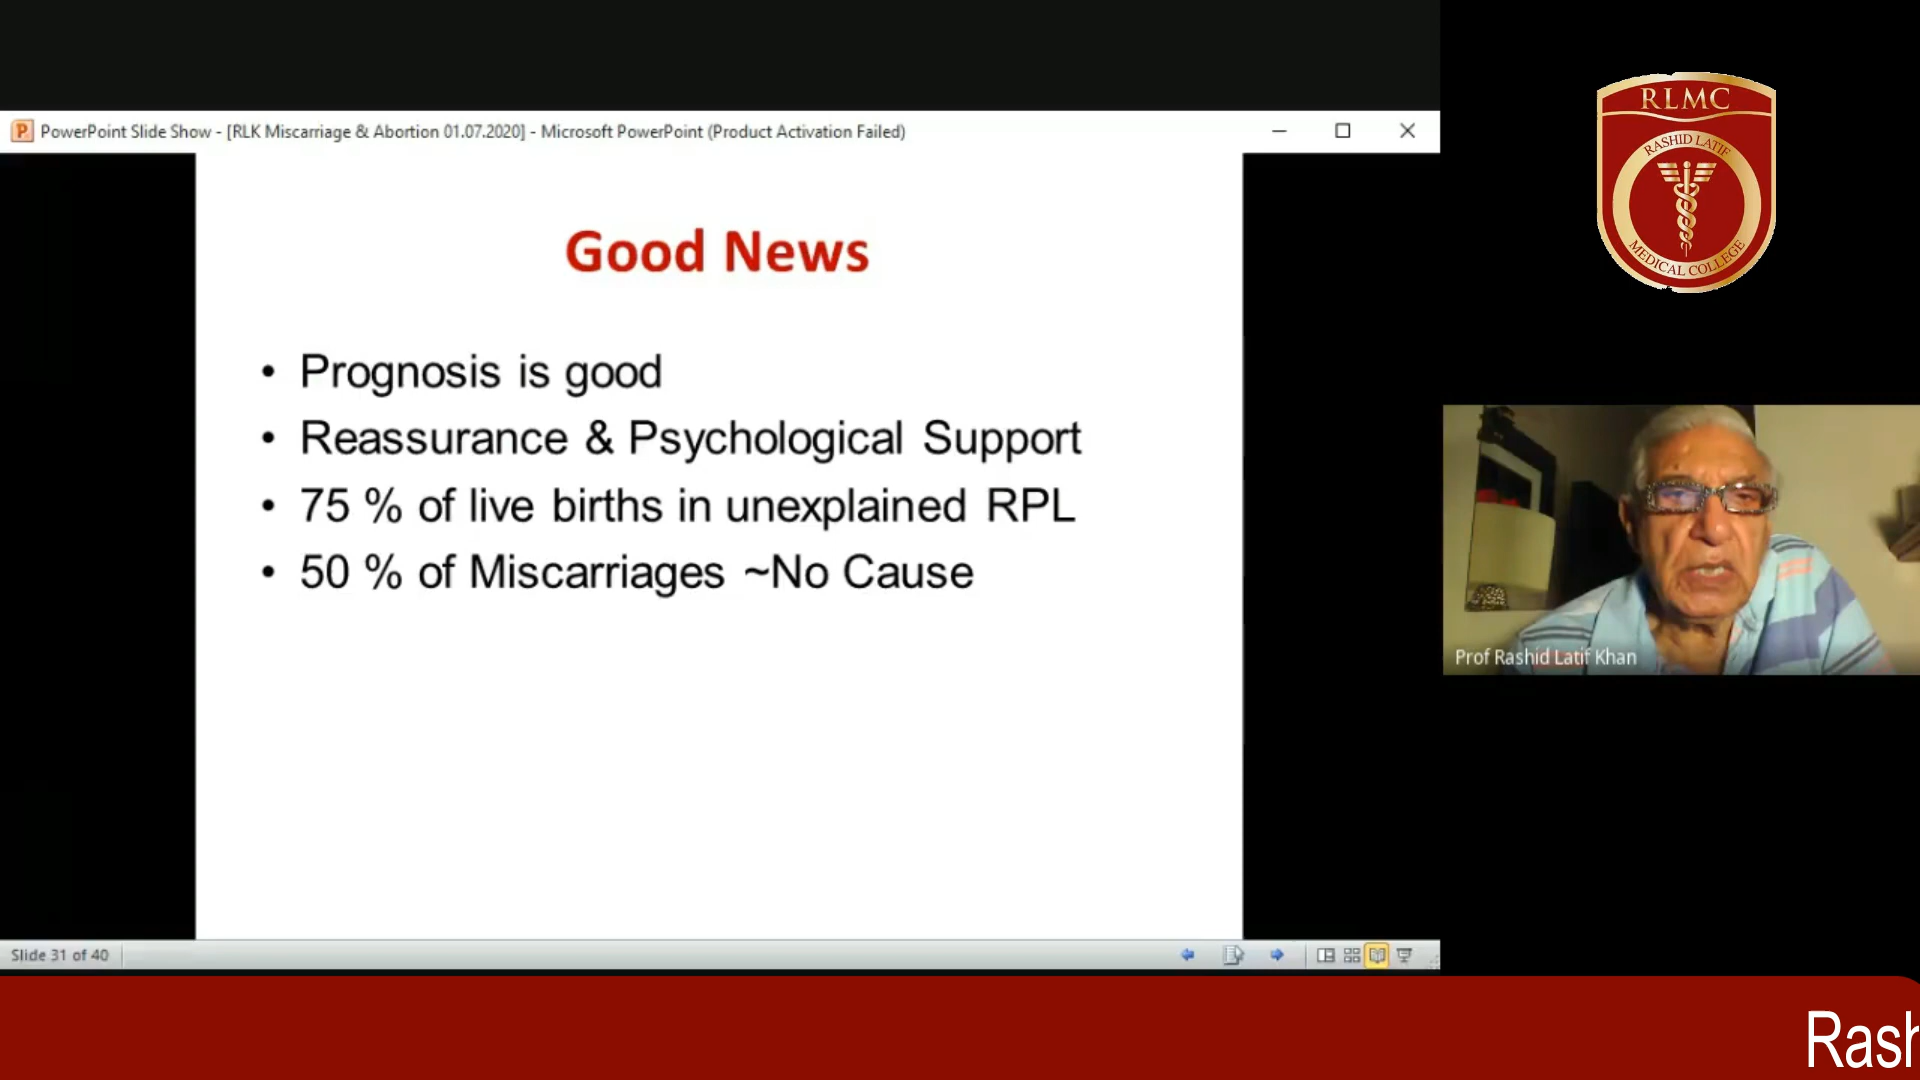 PowerPoint Slide Show - [RLK Miscarriage & Abortion 01.07.2020] - Microsoft PowerPoint (Product Activation Failed)
Good News
• Prognosis is good
• Reassurance & Psychological Support
• 75 % of live births in unexplained RPL
• 50 % of Miscarriages ~No Cause
Slide 31 of 40
RLMC
RASHID LATIF
MEDICAL COLLEGE
Prof Rashid Latif Khan
Rash